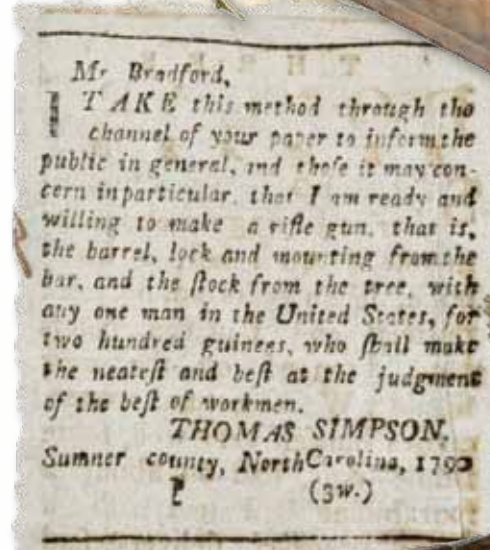 Mr Bradford,
I TAKE this method through the
channel of your paper to inform the
public in general, and thoſe it may con-
cern in particular, that I am ready and
willing to make a rifle gun, that is,
the barrel, lock and mounting from the
bar, and the ſtock from the tree, with
any one man in the United States, for
two hundred guineas, who ſhall make
the neateſt and beſt at the judgment
of the beſt of workmen.
THOMAS SIMPSON.
Sumner county, North Carolina, 1790
(3w.)